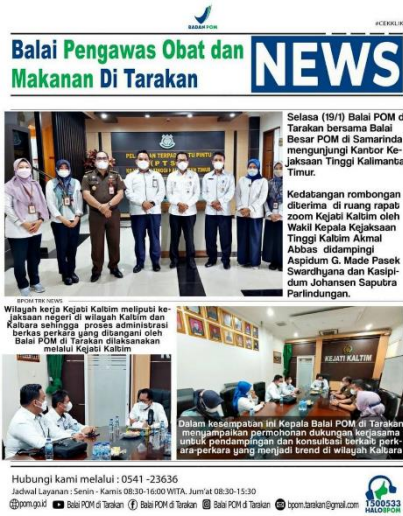 BADAN POM
#CEKKLIK
Balai Pengawas Obat dan
Makanan Di Tarakan
NEWS
Selasa (19/1) Balai POM d
Tarakan bersama Balai
Besar POM di Samarinda
mengunjungi Kantor Ke-
jaksaan Tinggi Kalimanta
Timur.
Kedatangan rombongan
diterima di ruang rapat
zoom Kejati Kaltim oleh
Wakil Kepala Kejaksaan
Tinggi Kaltim Akmal
Abbas didampingi
Aspidum G. Made Pasek
Swardhyana dan Kasipi-
dum Johansen Saputra
Parlindungan.
BPOM TRK NEWS
Wilayah kerja Kejati Kaltim meliputi ke-
jaksaan negeri di wilayah Kaltim dan
Kaltara sehingga proses administrasi
berkas perkara yang ditangani oleh
Balai POM di Tarakan dilaksanakan
melalui Kejati Kaltim
KEJATI KALTIM
Dalam kesempatan ini Kepala Balai POM di Tarakan
menyampaikan permohonan dukungan kerjasama
untuk pendampingan dan konsultasi terkait perk-
ara-perkara yang menjadi trend di wilayah Kaltara
Hubungi kami melalui : 0541 -23636
Jadwal Layanan : Senin - Kamis 08:30-16:00 WITA. Jum'at 08:30-15:30
pom.go.id Balai POM di Tarakan Balai POM di Tarakan Balai POM di Tarakan bpom.tarakan@gmail.com
1500533
HALOBPOM